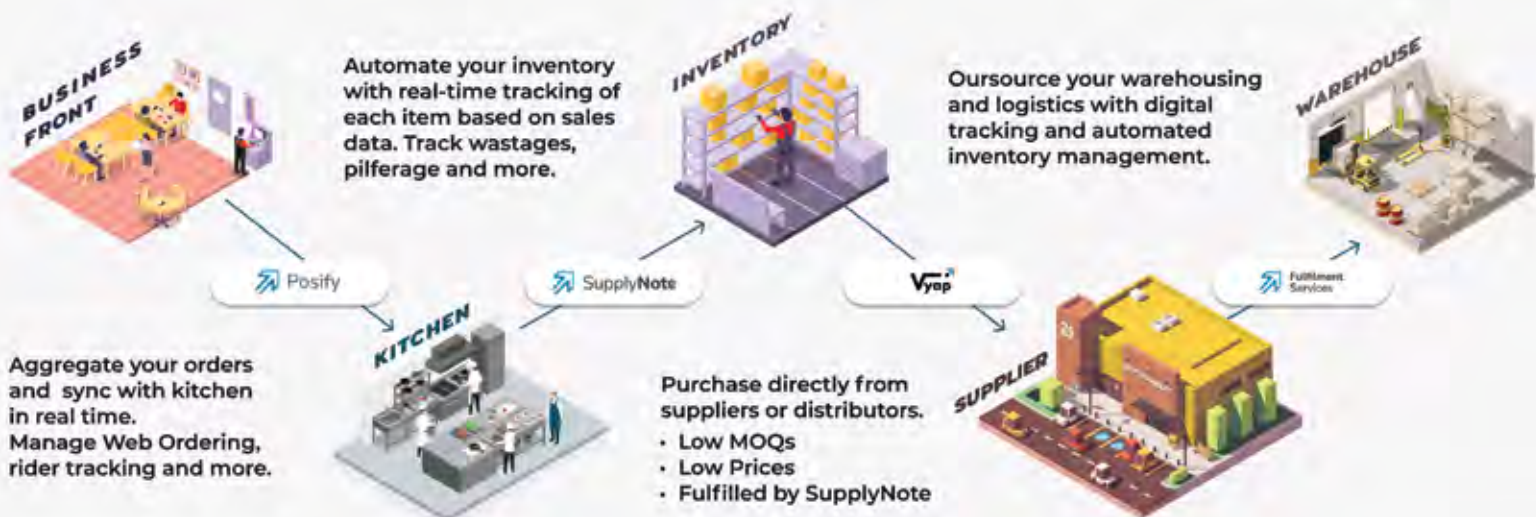 BUSINESS
FRONT
Automate your inventory
with real-time tracking of
each item based on sales
data. Track wastages,
pilferage and more.
INVENTORY
Oursource your warehousing
and logistics with digital
tracking and automated
inventory management.
WAREHOUSE
Posify
SupplyNote
Vyap
Fulfilment
Services
Aggregate your orders
and sync with kitchen
in real time.
Manage Web Ordering,
rider tracking and more.
KITCHEN
Purchase directly from
suppliers or distributors.
• Low MOQs
• Low Prices
• Fulfilled by SupplyNote
SUPPLIER